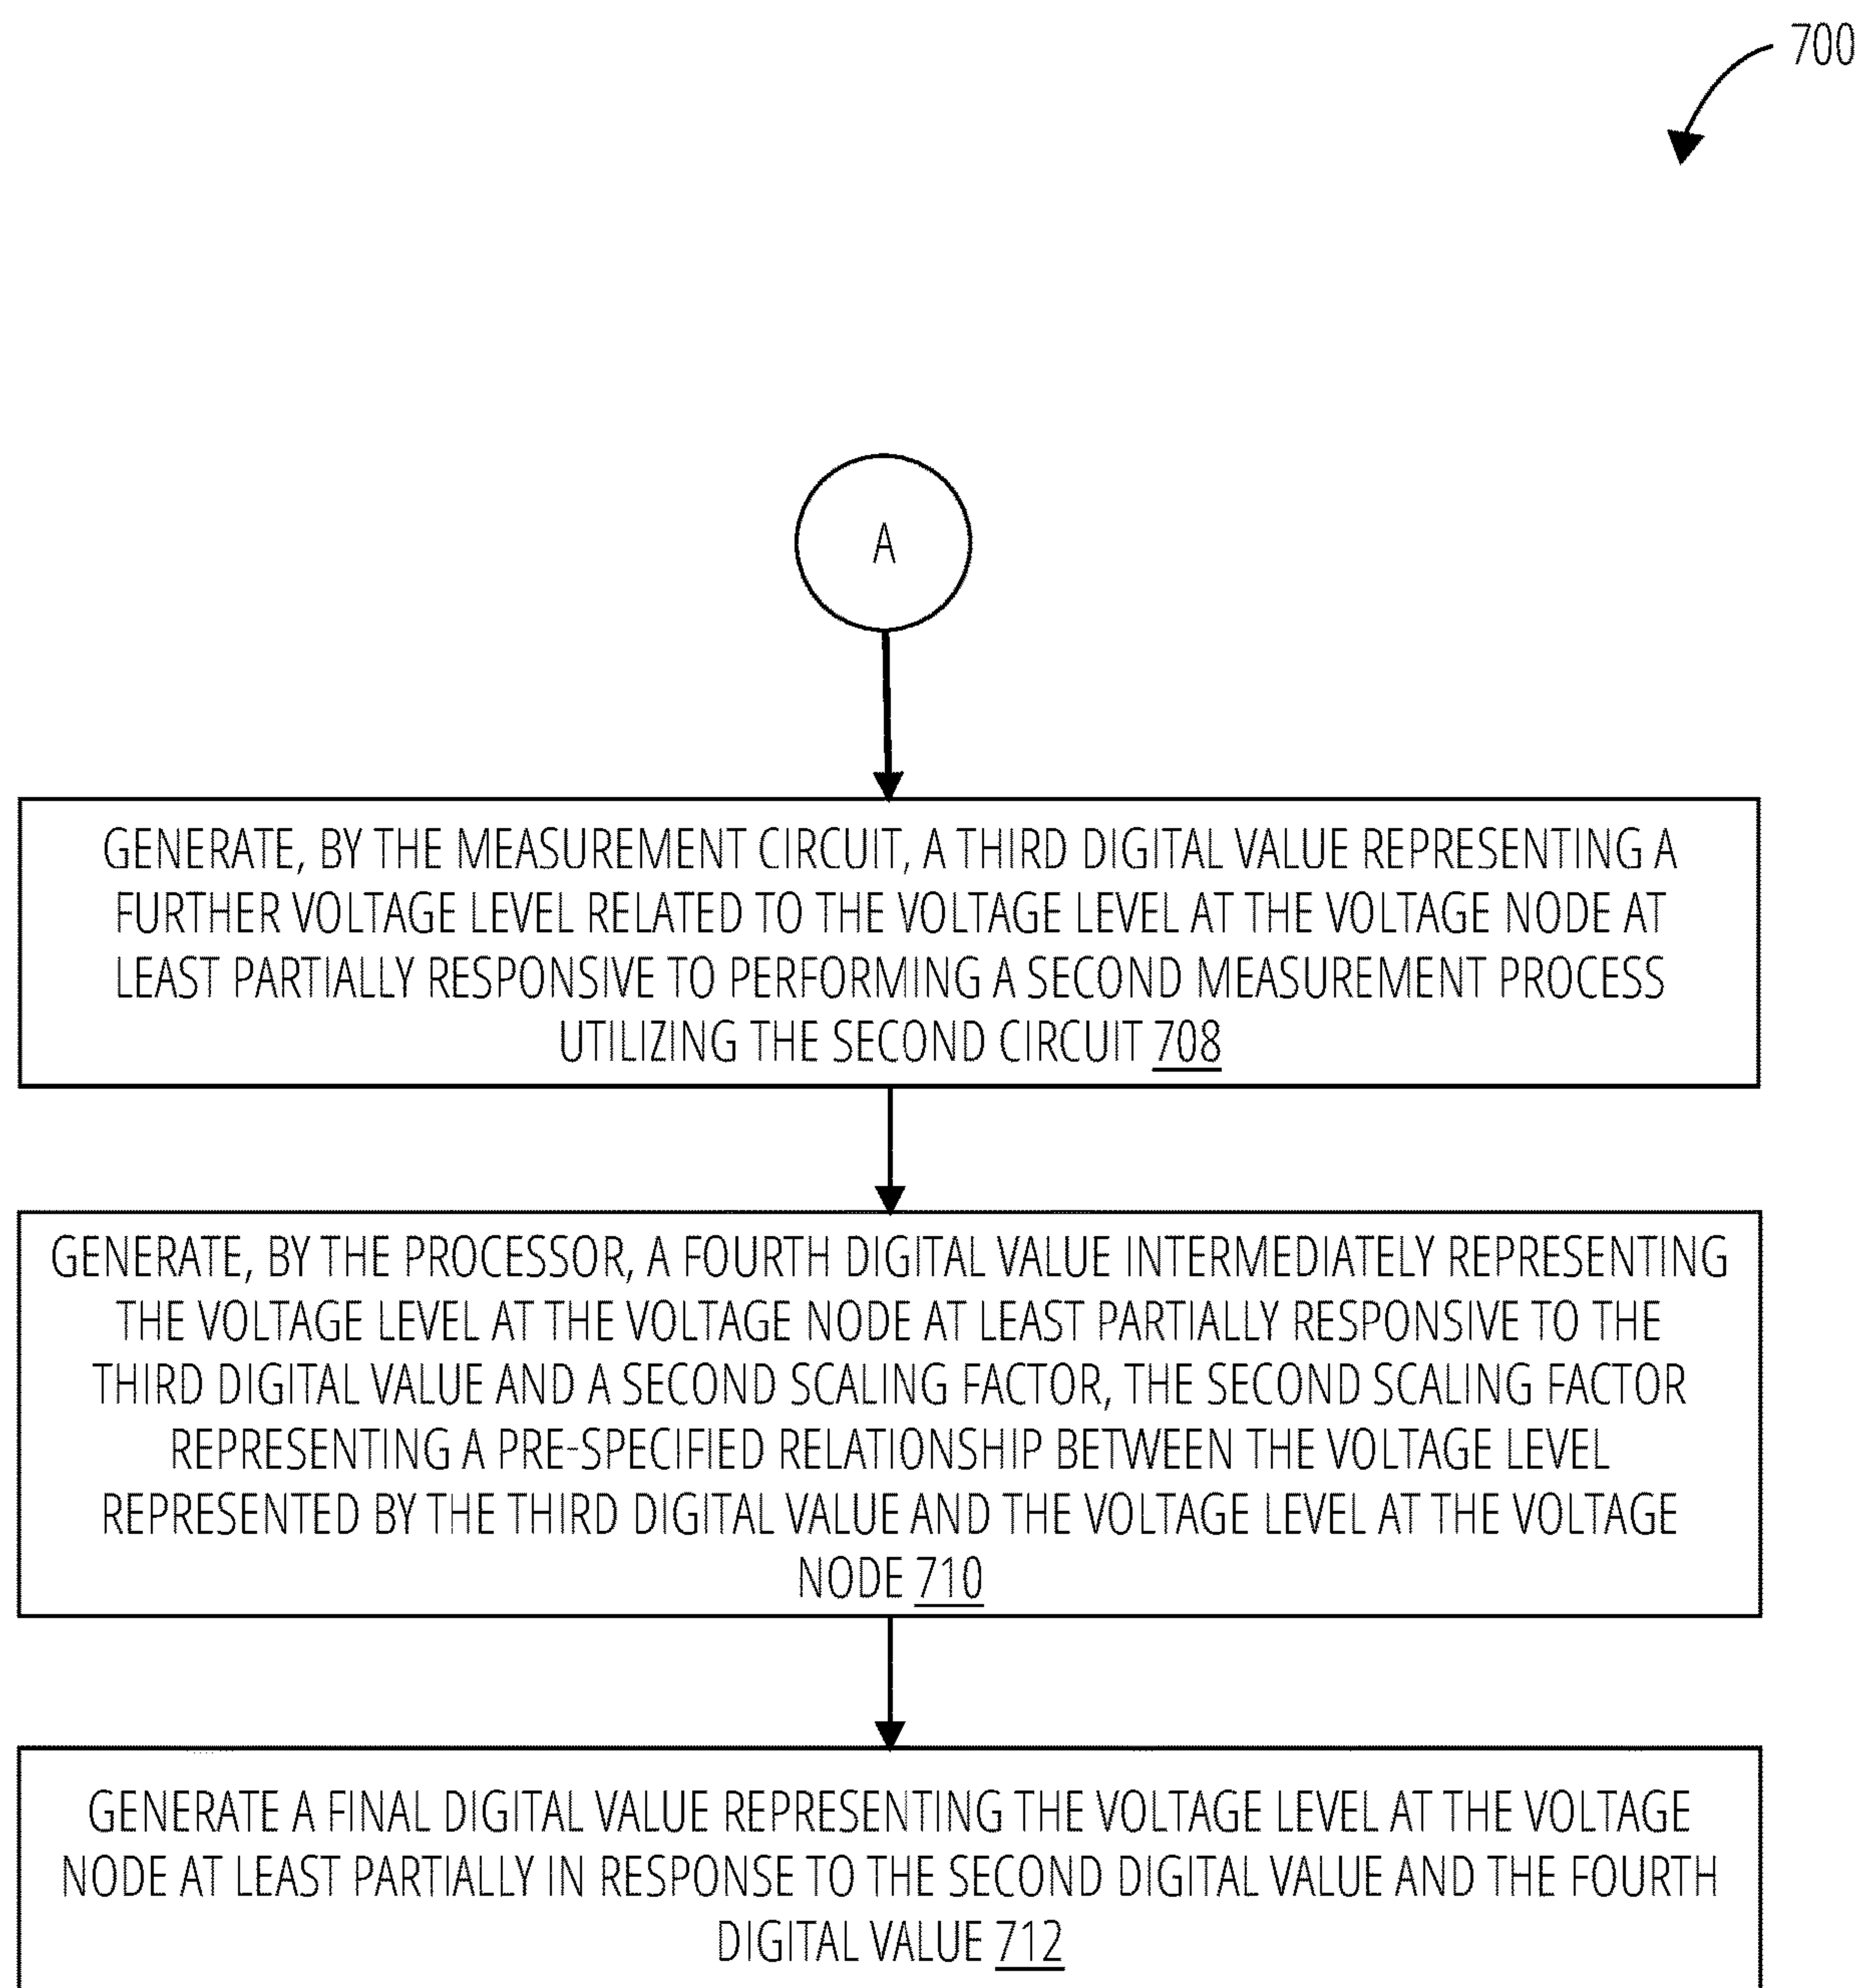 700
A
GENERATE, BY THE MEASUREMENT CIRCUIT, A THIRD DIGITAL VALUE REPRESENTING A
FURTHER VOLTAGE LEVEL RELATED TO THE VOLTAGE LEVEL AT THE VOLTAGE NODE AT
LEAST PARTIALLY RESPONSIVE TO PERFORMING A SECOND MEASUREMENT PROCESS
UTILIZING THE SECOND CIRCUIT 708
GENERATE, BY THE PROCESSOR, A FOURTH DIGITAL VALUE INTERMEDIATELY REPRESENTING
THE VOLTAGE LEVEL AT THE VOLTAGE NODE AT LEAST PARTIALLY RESPONSIVE TO THE
THIRD DIGITAL VALUE AND A SECOND SCALING FACTOR, THE SECOND SCALING FACTOR
REPRESENTING A PRE-SPECIFIED RELATIONSHIP BETWEEN THE VOLTAGE LEVEL
REPRESENTED BY THE THIRD DIGITAL VALUE AND THE VOLTAGE LEVEL AT THE VOLTAGE
NODE 710
GENERATE A FINAL DIGITAL VALUE REPRESENTING THE VOLTAGE LEVEL AT THE VOLTAGE
NODE AT LEAST PARTIALLY IN RESPONSE TO THE SECOND DIGITAL VALUE AND THE FOURTH
DIGITAL VALUE 712